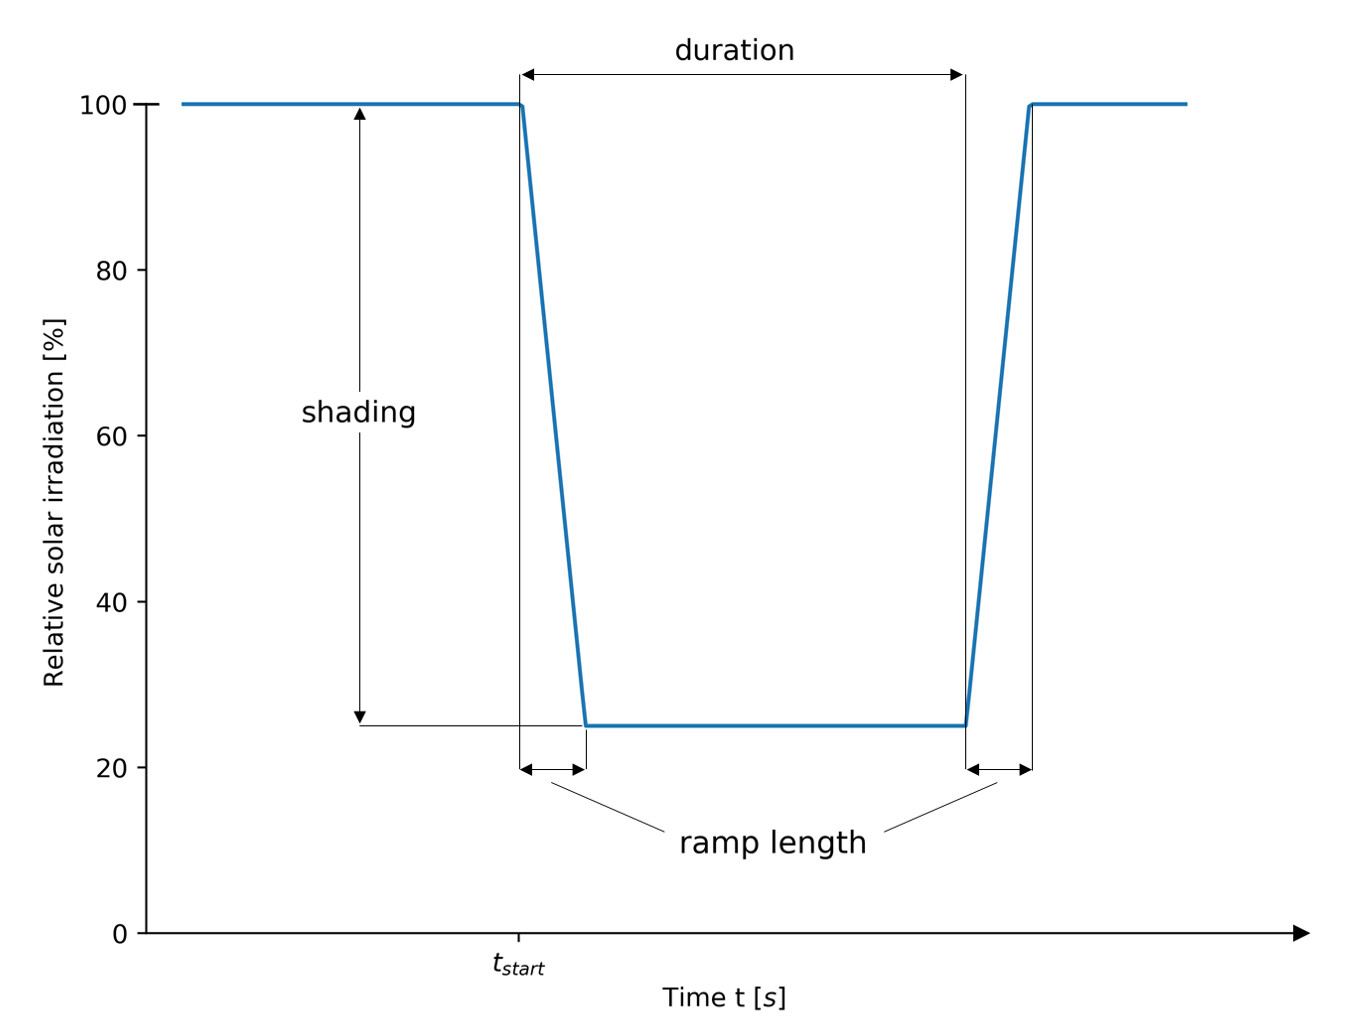 duration
100
80
60
40
20
0
Relative solar irradiation [%]
shading
ramp length
t_start
Time t [s]